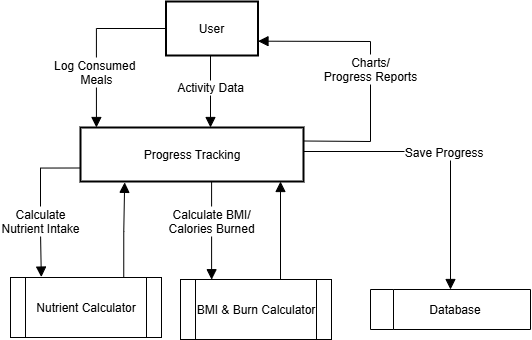 User
Log Consumed
Meals
Activity Data
Charts/
Progress Reports
Progress Tracking
Save Progress
Calculate
Nutrient Intake
Calculate BMI/
Calories Burned
Nutrient Calculator
BMI & Burn Calculator
Database